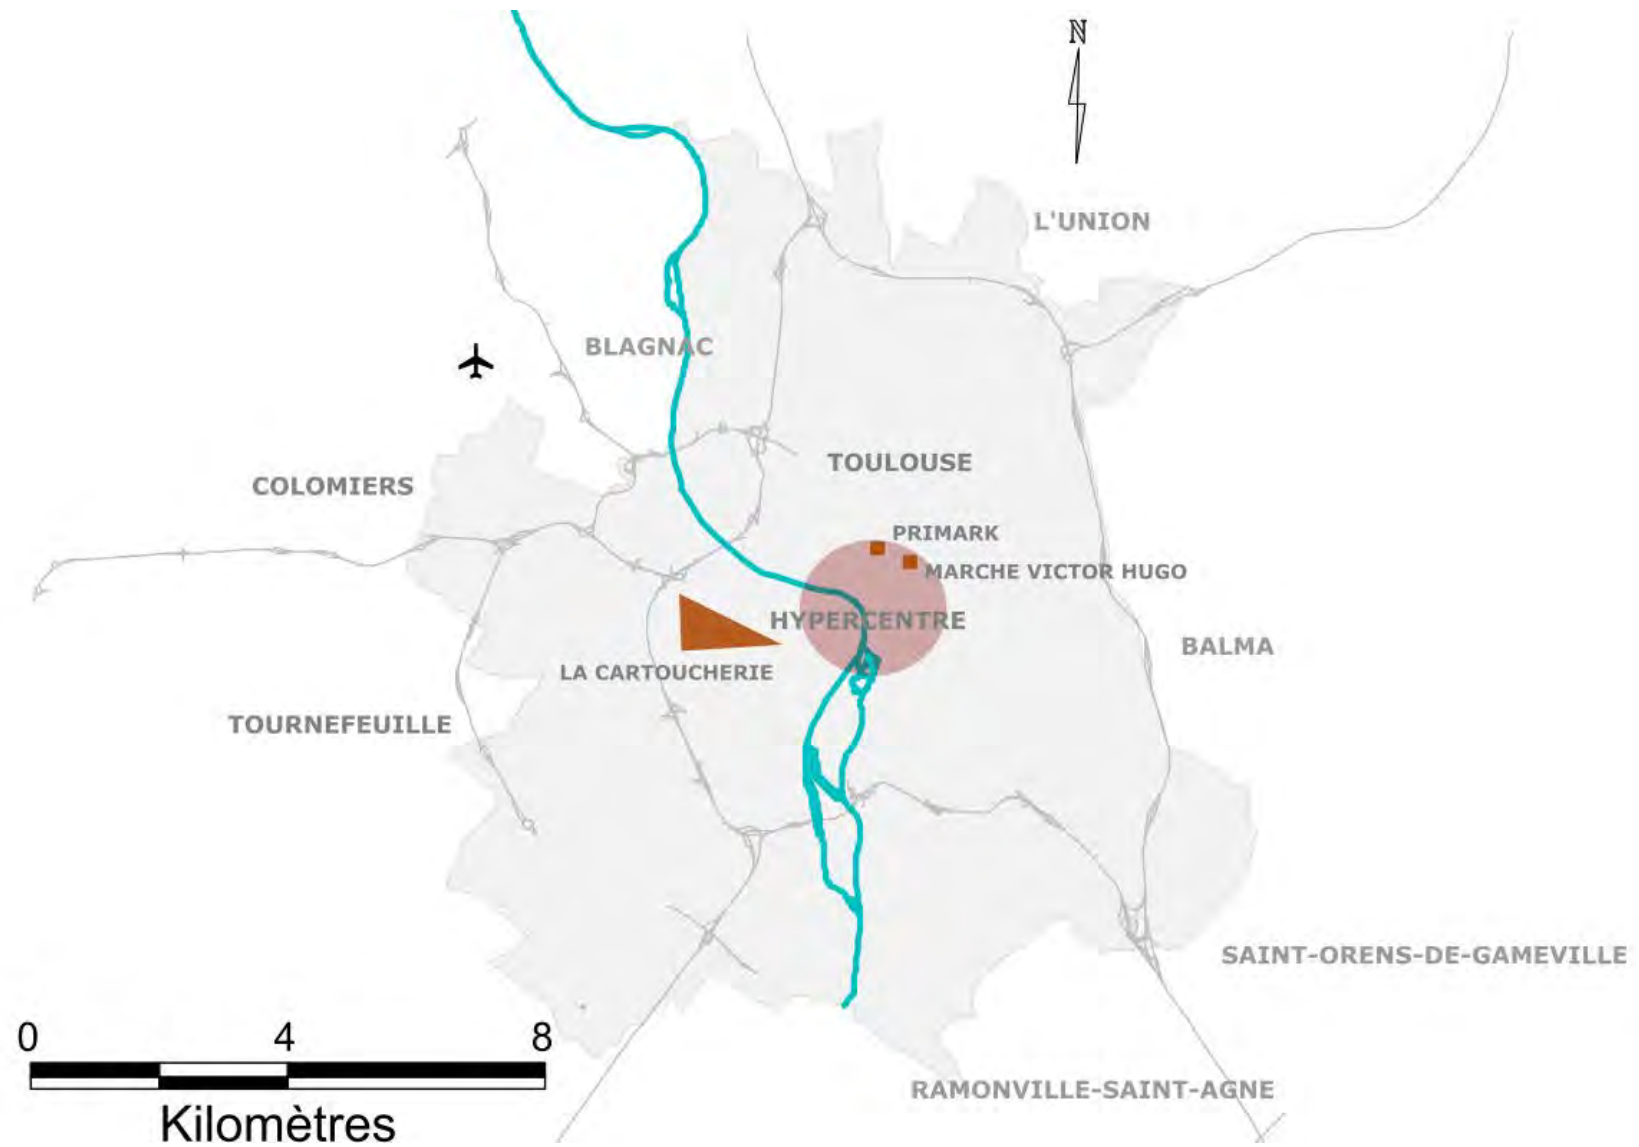 N
L'UNION
BLAGNAC
TOULOUSE
COLOMIERS
PRIMARK
MARCHE VICTOR HUGO
HYPERCENTRE
BALMA
LA CARTOUCHERIE
TOURNEFEUILLE
SAINT-ORENS-DE-GAMEVILLE
0 4 8
RAMONVILLE-SAINT-AGNE
Kilomètres